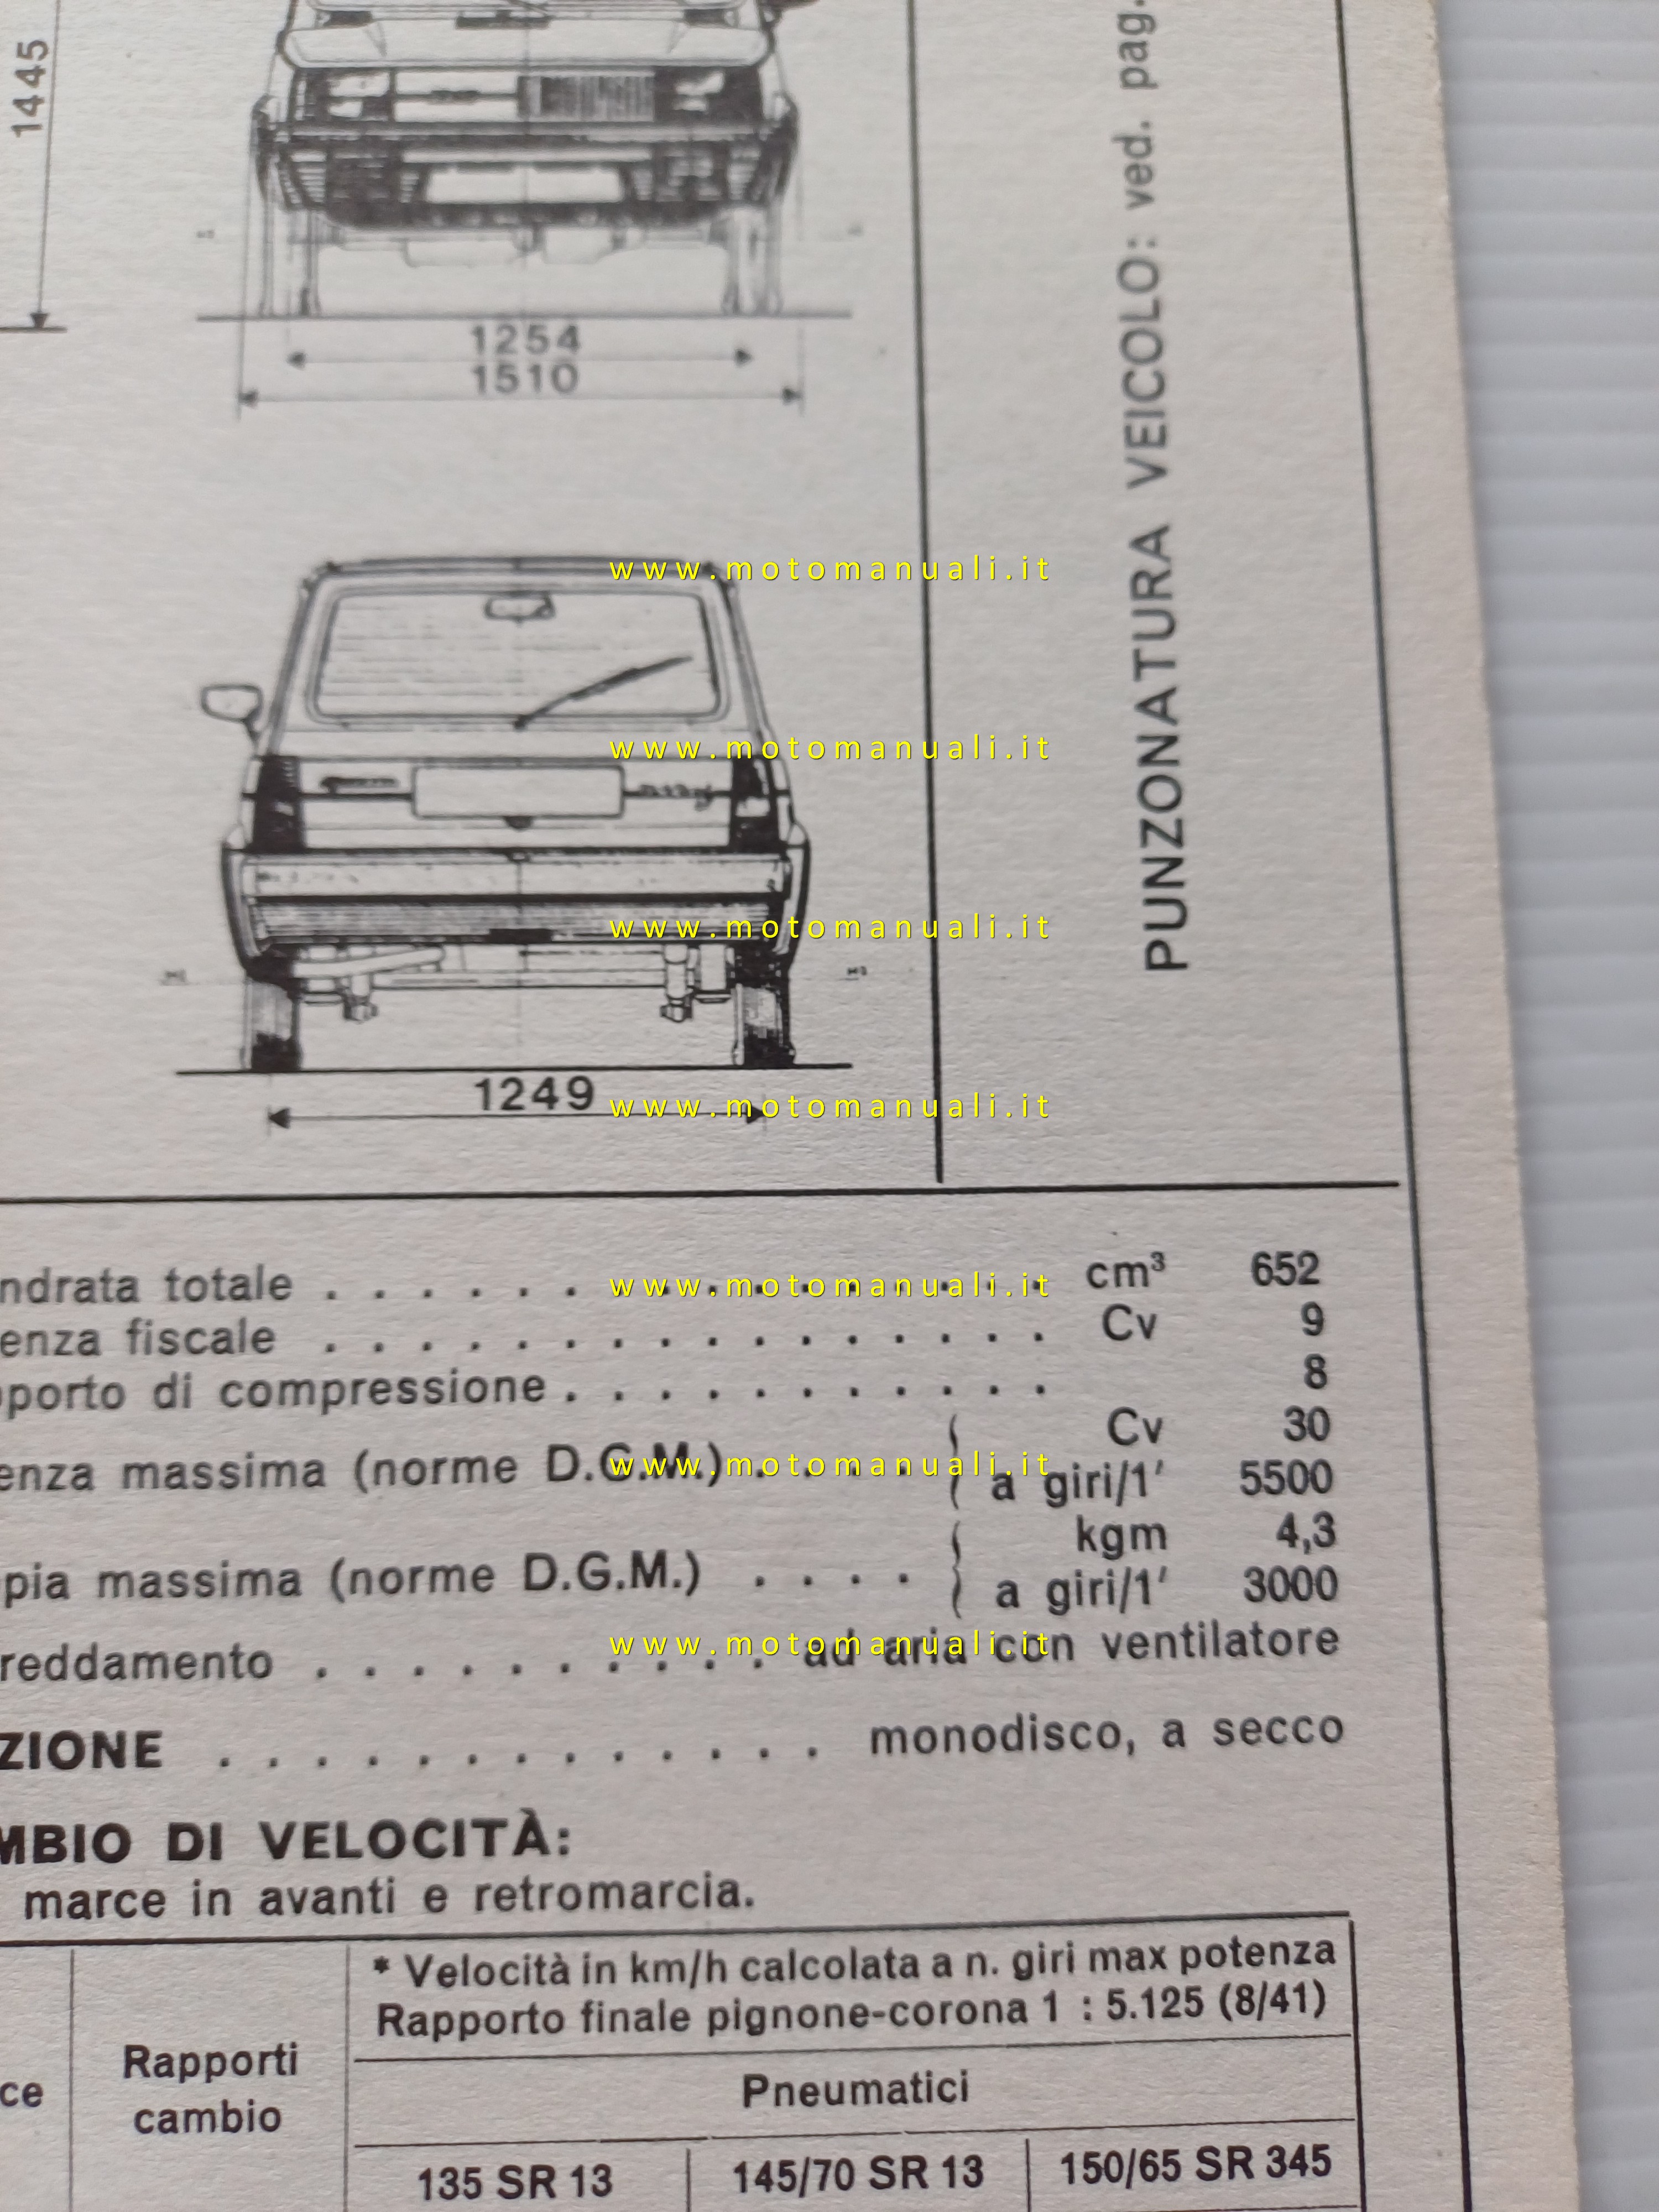 1445
1254
1510
PUNZONATURA VEICOLO: ved. pag.
www.motomanuali.it
www.motomanuali.it
www.motomanuali.it
1249
www.motomanuali.it
ndrata totale . . . . . . www.motomanuali.it cm³ 652
enza fiscale . . . . . . . . . . . . . . . . Cv 9
porto di compressione . . . . . . . . . . . 8
Cv 30
enza massima (norme D.G.M.) . . . . a giri/1' 5500
www.motomanuali.it
kgm 4,3
pia massima (norme D.G.M.) . . . . a giri/1' 3000
reddamento . . . . . . . . . . ad aria con ventilatore
www.motomanuali.it
ZIONE . . . . . . . . . . . . . monodisco, a secco
MBIO DI VELOCITÀ:
marce in avanti e retromarcia.
* Velocità in km/h calcolata a n. giri max potenza
Rapporto finale pignone-corona 1 : 5.125 (8/41)
ce
Rapporti
cambio
Pneumatici
135 SR 13
145/70 SR 13
150/65 SR 345